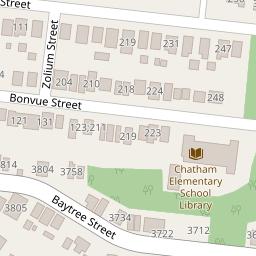 Street
111
Zolium Street
219
231
247
204
210
218
224
248
Bonvue Street
121
131
123;211
219
223
Chatham
Elementary
School
Library
3814
3804
3758
Baytree Street
3805
3734
3722
3712